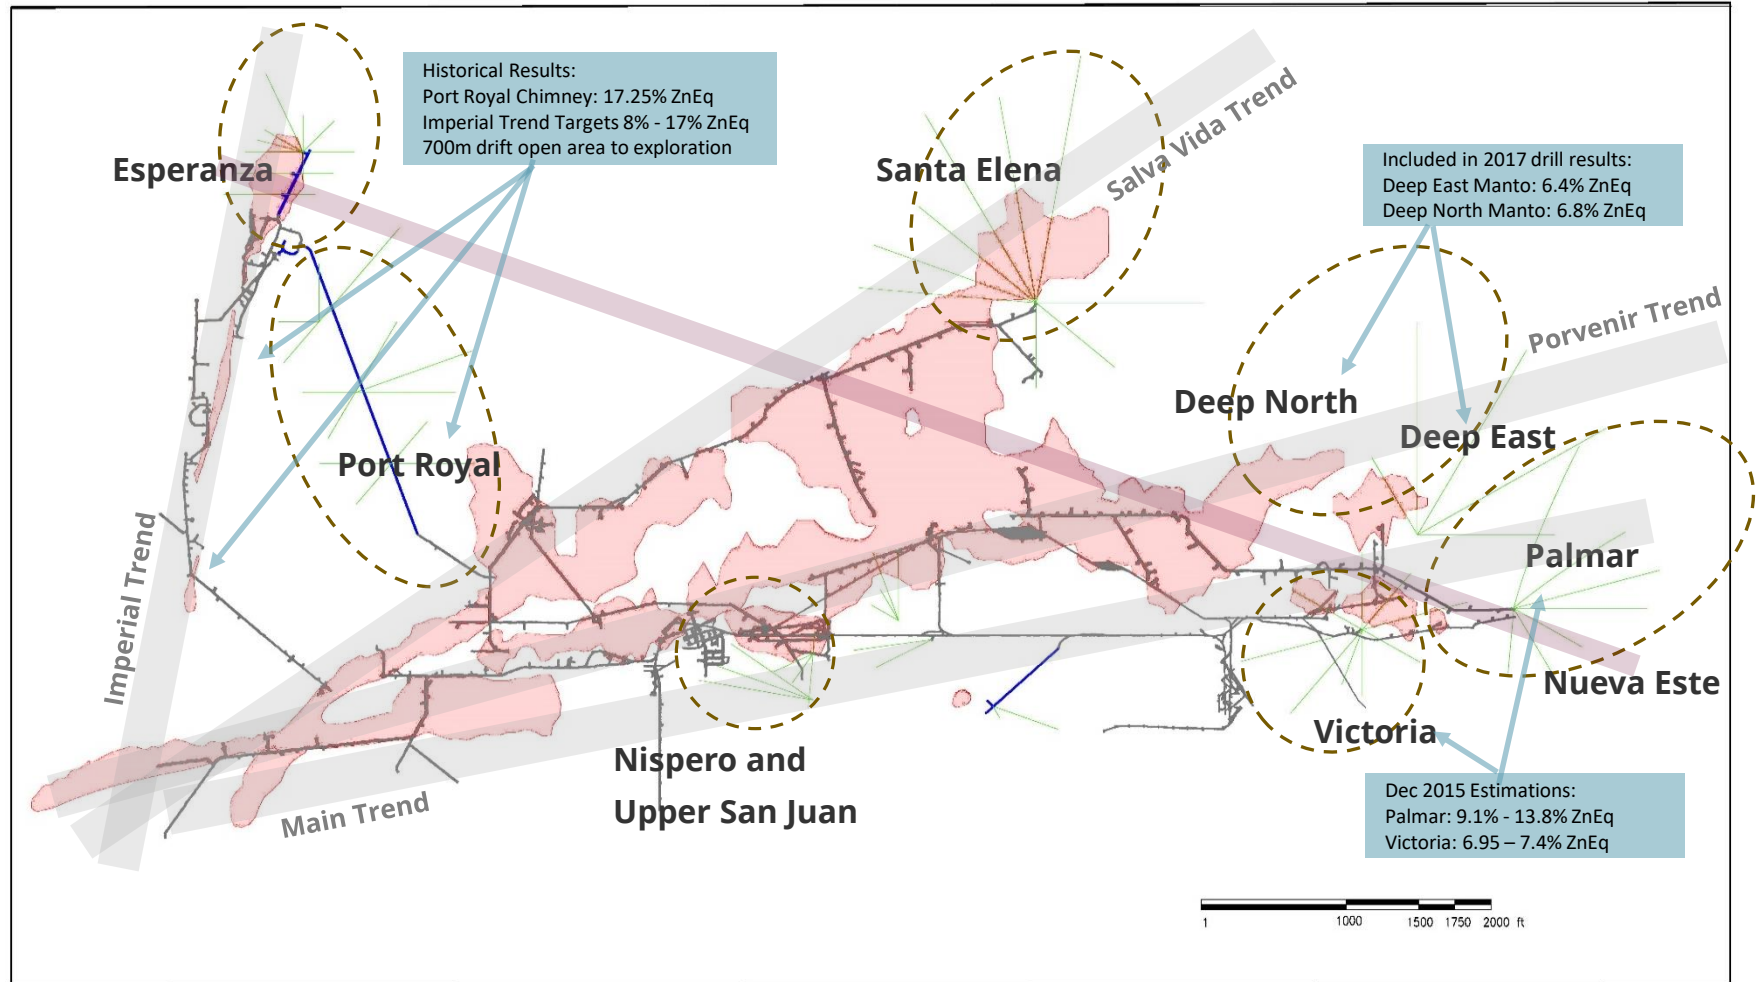 Historical Results:
Port Royal Chimney: 17.25% ZnEq
Imperial Trend Targets 8% - 17% ZnEq
700m drift open area to exploration
Esperanza
Santa Elena
Salva Vida Trend
Included in 2017 drill results:
Deep East Manto: 6.4% ZnEq
Deep North Manto: 6.8% ZnEq
Porvenir Trend
Deep North
Deep East
Port Royal
Imperial Trend
Palmar
Nueva Este
Victoria
Nispero and
Upper San Juan
Main Trend
Dec 2015 Estimations:
Palmar: 9.1% - 13.8% ZnEq
Victoria: 6.95 – 7.4% ZnEq
1 1000 1500 1750 2000 ft